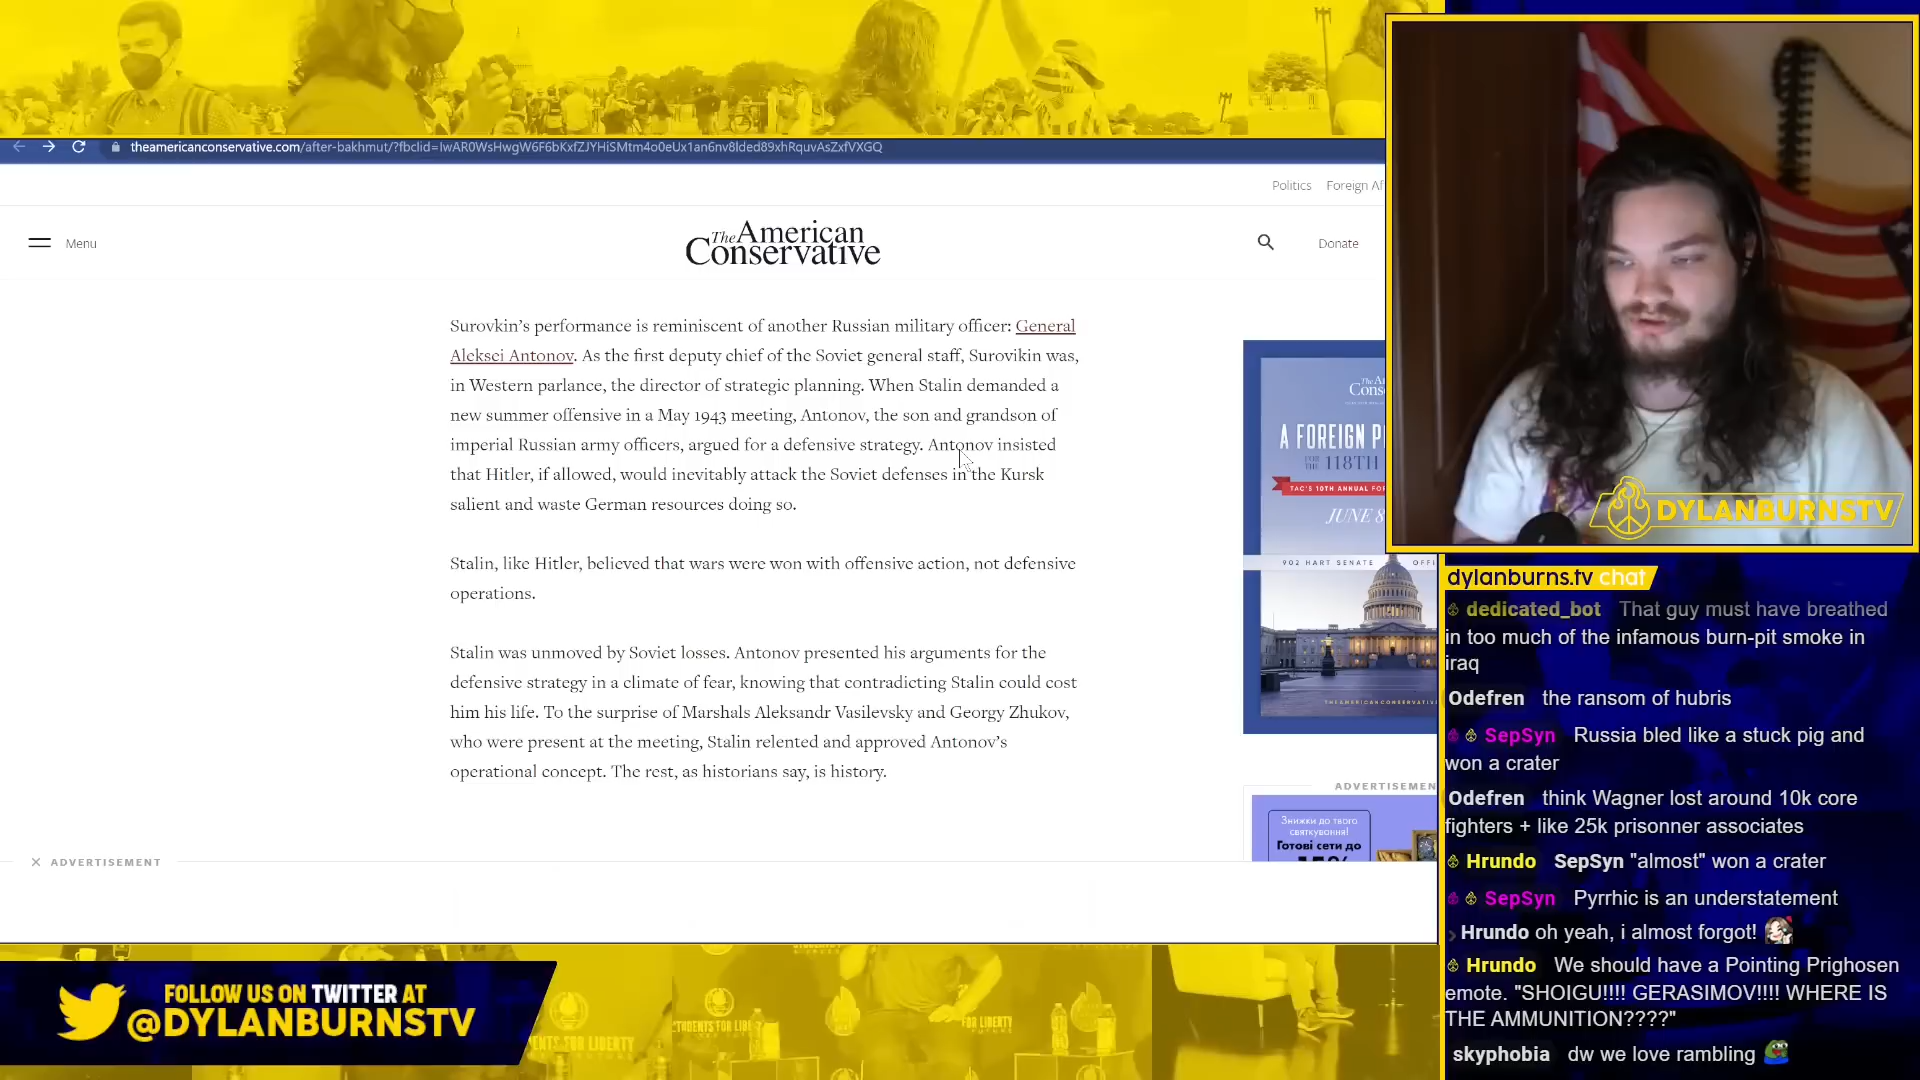 theamericanconservative.com/after-bakhmut/?fbclid=IwAR0WsHwgW6F6bKxfZJYHiSMtm4o0eUx1an6nv8lded89xhRquvAsZxfVXGQ
Politics Foreign Af
Menu
The American
Conservative
Donate
Surovkin’s performance is reminiscent of another Russian military officer: General
Aleksei Antonov. As the first deputy chief of the Soviet general staff, Surovikin was,
in Western parlance, the director of strategic planning. When Stalin demanded a
new summer offensive in a May 1943 meeting, Antonov, the son and grandson of
imperial Russian army officers, argued for a defensive strategy. Antonov insisted
that Hitler, if allowed, would inevitably attack the Soviet defenses in the Kursk
salient and waste German resources doing so.
Stalin, like Hitler, believed that wars were won with offensive action, not defensive
operations.
Stalin was unmoved by Soviet losses. Antonov presented his arguments for the
defensive strategy in a climate of fear, knowing that contradicting Stalin could cost
him his life. To the surprise of Marshals Aleksandr Vasilevsky and Georgy Zhukov,
who were present at the meeting, Stalin relented and approved Antonov’s
operational concept. The rest, as historians say, is history.
A FOREIGN P
FOR THE 118TH
TAC'S 10TH ANNUAL FOR
JUNE 8
902 HART SENATE OFFI
ADVERTISEMEN
Знижки до твого
святкування!
Готові сети до
× ADVERTISEMENT
FOLLOW US ON TWITTER AT
@DYLANBURNSTV
DYLANBURNSTV
dylanburns.tv chat
dedicated_bot That guy must have breathed
in too much of the infamous burn-pit smoke in
iraq
Odefren the ransom of hubris
SepSyn Russia bled like a stuck pig and
won a crater
Odefren think Wagner lost around 10k core
fighters + like 25k prisonner associates
Hrundo SepSyn "almost" won a crater
SepSyn Pyrrhic is an understatement
Hrundo oh yeah, i almost forgot!
Hrundo We should have a Pointing Prighosen
emote. "SHOIGU!!!! GERASIMOV!!!! WHERE IS
THE AMMUNITION????"
skyphobia dw we love rambling